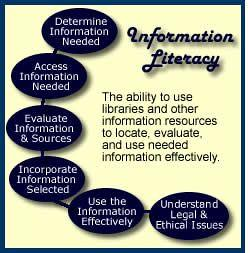 Determine
Information
Needed
Information
Literacy
Access
Information
Needed
The ability to use
libraries and other
information resources
to locate, evaluate,
and use needed
information effectively.
Evaluate
Information
& Sources
Incorporate
Information
Selected
Use the
Information
Effectively
Understand
Legal &
Ethical Issues